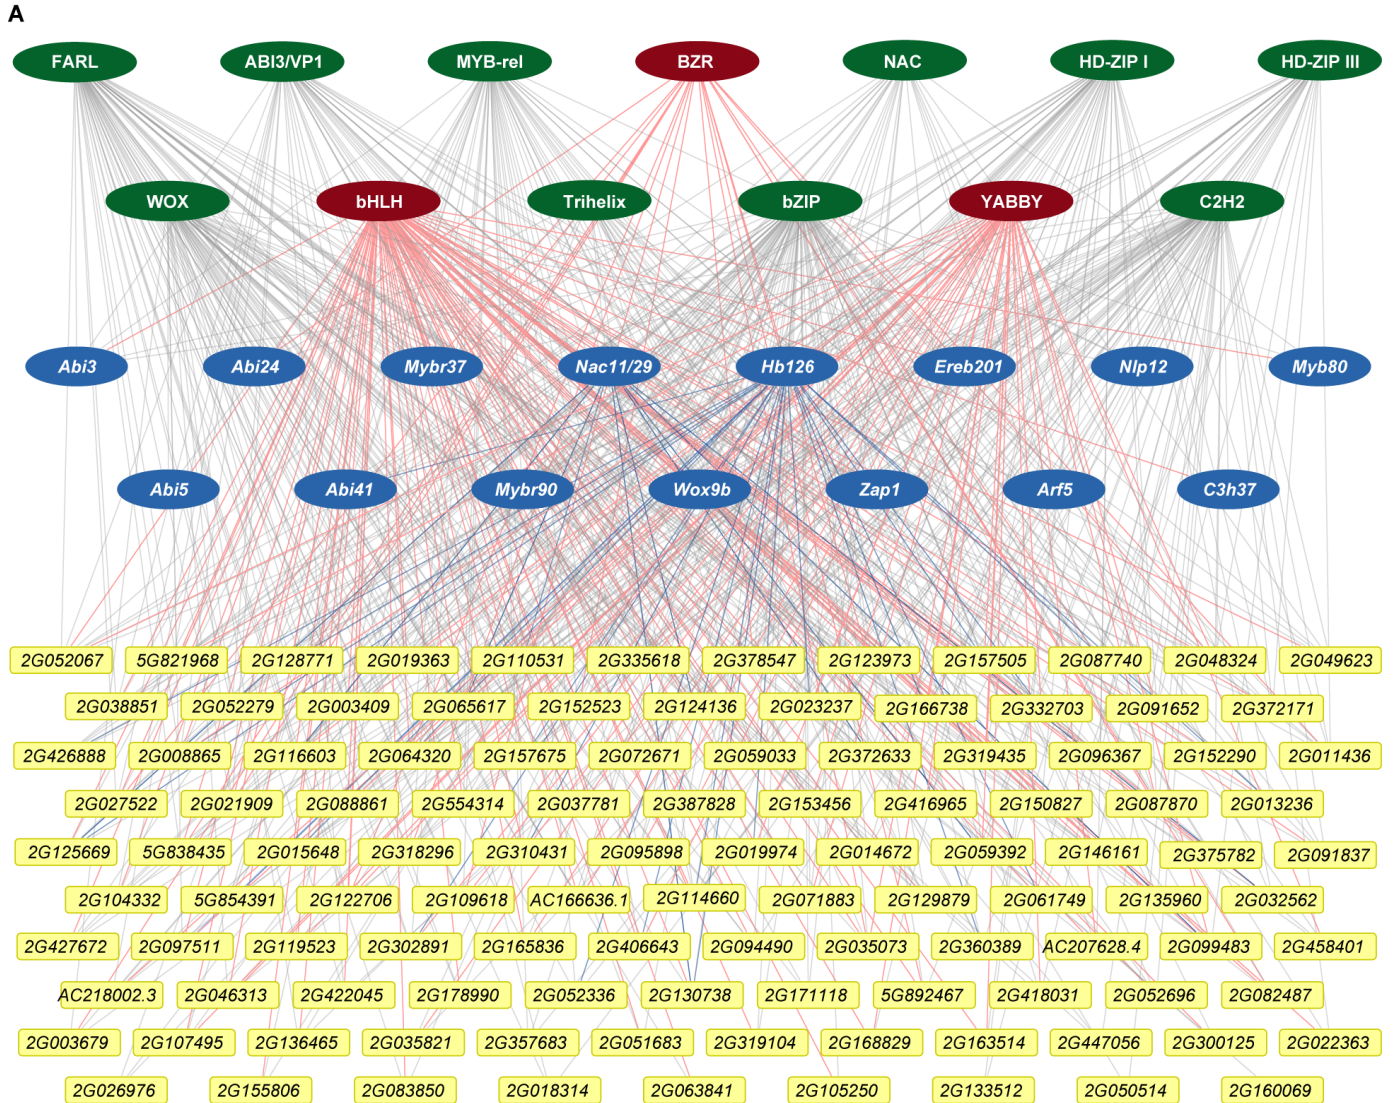 A
FARL ABI3/VP1 MYB-rel BZR NAC HD-ZIP I HD-ZIP III
WOX bHLH Trihelix bZIP YABBY C2H2
Abi3 Abi24 Mybr37 Nac11/29 Hb126 Ereb201 Nlp12 Myb80
Abi5 Abi41 Mybr90 Wox9b Zap1 Arf5 C3h37
2G052067 5G821968 2G128771 2G019363 2G110531 2G335618 2G378547 2G123973 2G157505 2G087740 2G048324 2G049623
2G038851 2G052279 2G003409 2G065617 2G152523 2G124136 2G023237 2G166738 2G332703 2G091652 2G372171
2G426888 2G008865 2G116603 2G064320 2G157675 2G072671 2G059033 2G372633 2G319435 2G096367 2G152290 2G011436
2G027522 2G021909 2G088861 2G554314 2G037781 2G387828 2G153456 2G416965 2G150827 2G087870 2G013236
2G125669 5G838435 2G015648 2G318296 2G310431 2G095898 2G019974 2G014672 2G059392 2G146161 2G375782 2G091837
2G104332 5G854391 2G122706 2G109618 AC166636.1 2G114660 2G071883 2G129879 2G061749 2G135960 2G032562
2G427672 2G097511 2G119523 2G302891 2G165836 2G406643 2G094490 2G035073 2G360389 AC207628.4 2G099483 2G458401
AC218002.3 2G046313 2G422045 2G178990 2G052336 2G130738 2G171118 5G892467 2G418031 2G052696 2G082487
2G003679 2G107495 2G136465 2G035821 2G357683 2G051683 2G319104 2G168829 2G163514 2G447056 2G300125 2G022363
2G026976 2G155806 2G083850 2G018314 2G063841 2G105250 2G133512 2G050514 2G160069